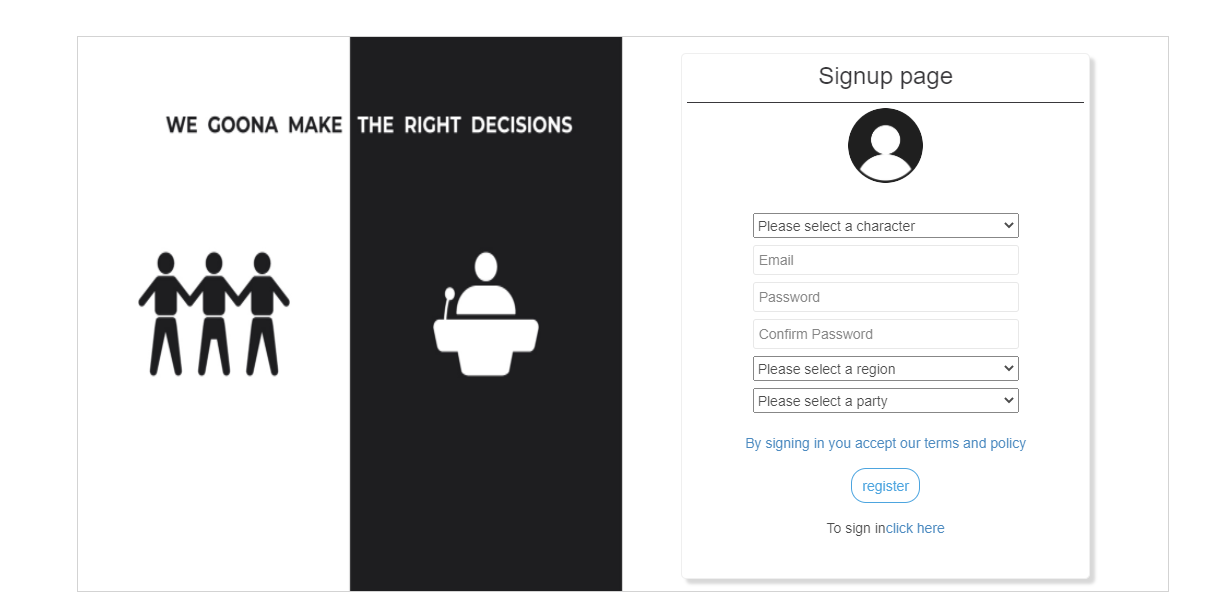 WE GOONA MAKE THE RIGHT DECISIONS
Signup page
Please select a character
Email
Password
Confirm Password
Please select a region
Please select a party
By signing in you accept our terms and policy
register
To sign inclick here